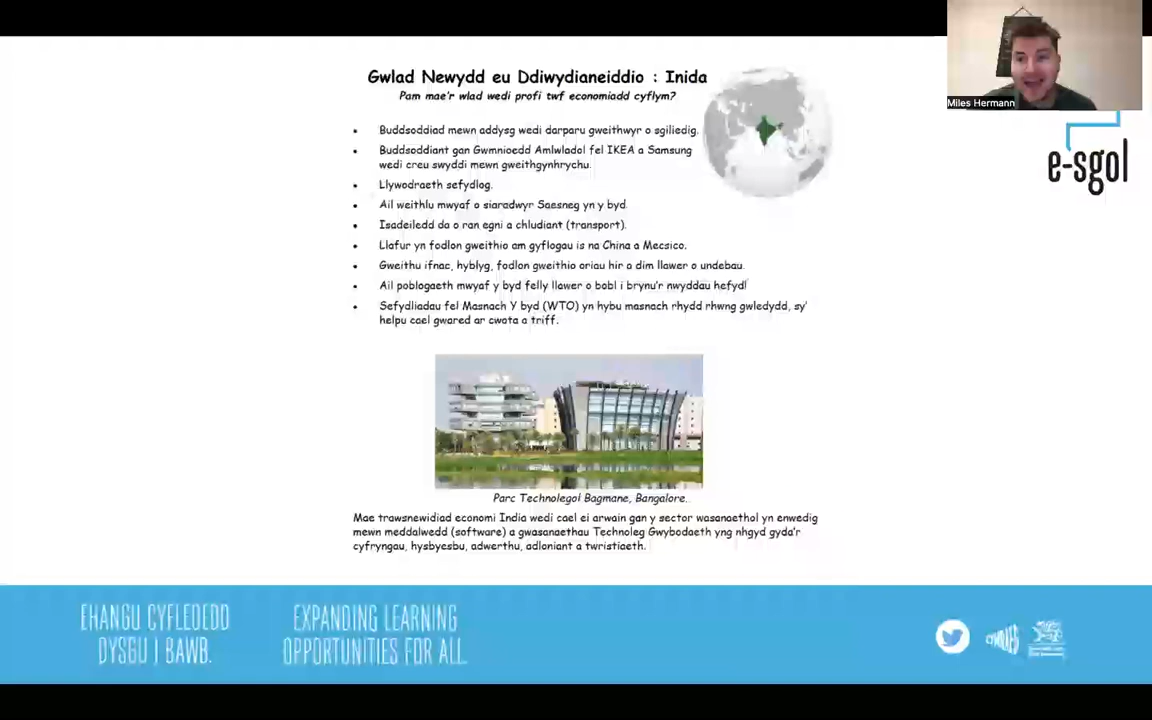 Gwlad Newydd eu Ddiwydianeiddio : Inida
Pam mae'r wlad wedi profi twf economiadd cyflym?
• Buddsoddiad mewn addysg wedi darparu gweithwyr o sgiliedig.
• Buddsoddiant gan Gwmnioedd Amlwladol fel IKEA a Samsung
wedi creu swyddi mewn gweithgynhrychu.
• Llywodraeth sefydlog.
• Ail weithlu mwyaf o siaradwyr Saesneg yn y byd.
• Isadeiledd da o ran egni a chludiant (transport).
• Llafur yn fodlon gweithio am gyflogau is na China a Mecsico.
• Gweithu ifnac, hyblyg, fodlon gweithio oriau hir a dim llawer o undebau.
• Ail poblogaeth mwyaf y byd felly llawer o bobl i brynu'r nwyddau hefyd!
• Sefydliadau fel Masnach Y byd (WTO) yn hybu masnach rhydd rhwng gwledydd, sy'
helpu cael gwared ar cwota a triff.
Parc Technolegol Bagmane, Bangalore.
Mae trawsnewidiad economi India wedi cael ei arwain gan y sector wasanaethol yn enwedig
mewn meddalwedd (software) a gwasanaethau Technoleg Gwybodaeth yng nhgyd gyda'r
cyfryngau, hysbyesbu, adwerthu, adloniant a twristiaeth.
Miles Hermann
e-sgol
EHANGU CYFLEOEDD
DYSGU I BAWB.
EXPANDING LEARNING
OPPORTUNITIES FOR ALL.
CYMRAEG